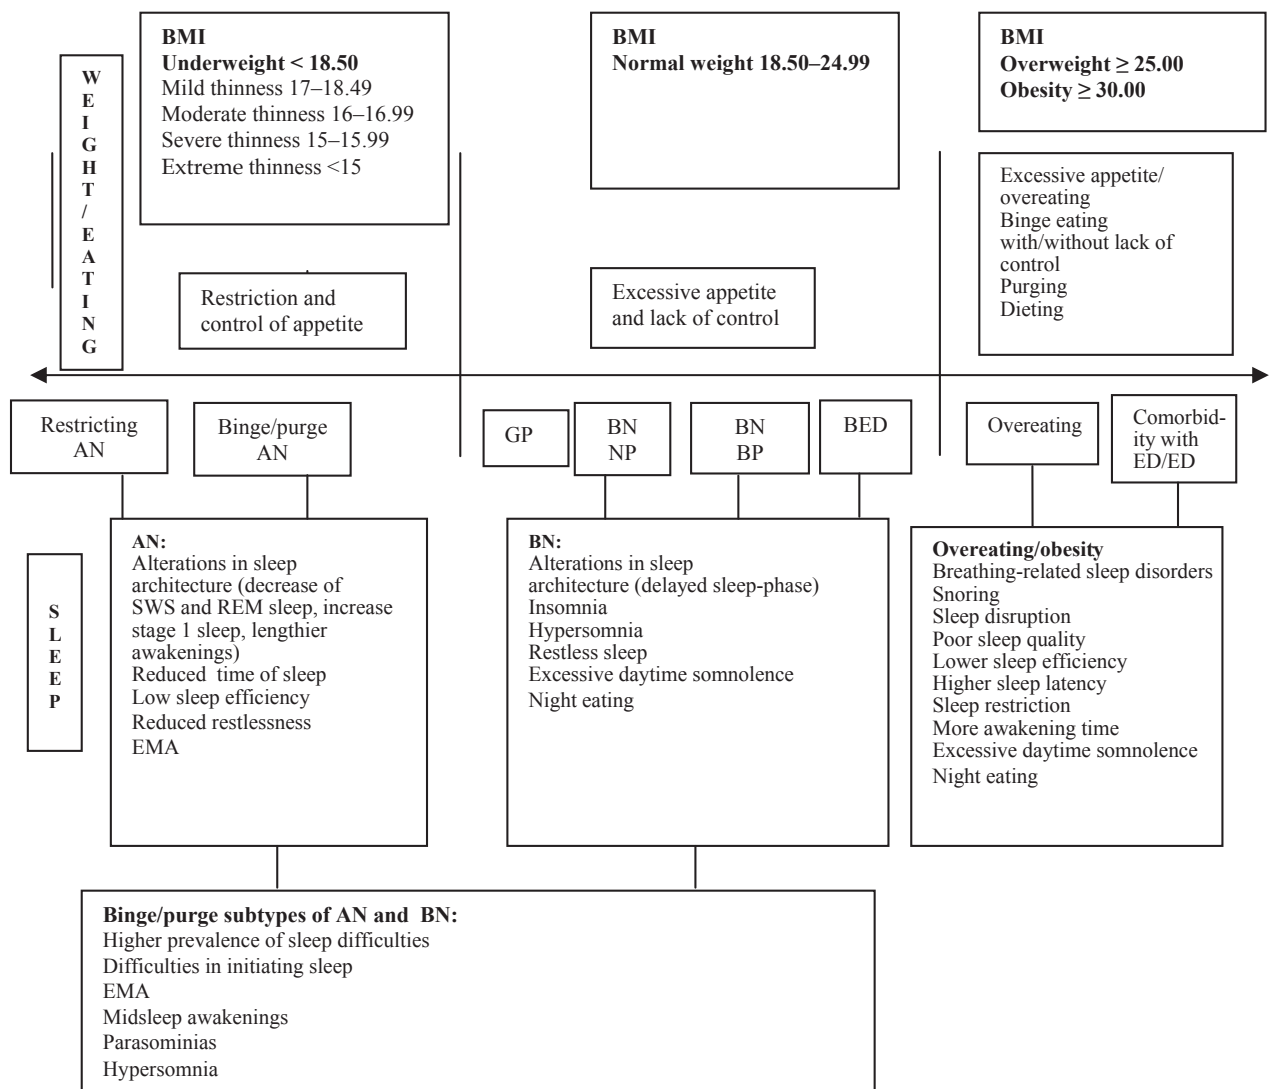 WEIGHT/EATING
BMI
Underweight < 18.50
Mild thinness 17–18.49
Moderate thinness 16–16.99
Severe thinness 15–15.99
Extreme thinness <15
BMI
Normal weight 18.50–24.99
BMI
Overweight ≥ 25.00
Obesity ≥ 30.00
Restriction and
control of appetite
Excessive appetite
and lack of control
Excessive appetite/
overeating
Binge eating
with/without lack of
control
Purging
Dieting
Restricting
AN
Binge/purge
AN
GP
BN
NP
BN
BP
BED
Overeating
Comorbid-
ity with
ED/ED
SLEEP
AN:
Alterations in sleep
architecture (decrease of
SWS and REM sleep, increase
stage 1 sleep, lengthier
awakenings)
Reduced time of sleep
Low sleep efficiency
Reduced restlessness
EMA
BN:
Alterations in sleep
architecture (delayed sleep-phase)
Insomnia
Hypersomnia
Restless sleep
Excessive daytime somnolence
Night eating
Overeating/obesity
Breathing-related sleep disorders
Snoring
Sleep disruption
Poor sleep quality
Lower sleep efficiency
Higher sleep latency
Sleep restriction
More awakening time
Excessive daytime somnolence
Night eating
Binge/purge subtypes of AN and BN:
Higher prevalence of sleep difficulties
Difficulties in initiating sleep
EMA
Midsleep awakenings
Parasominias
Hypersomnia